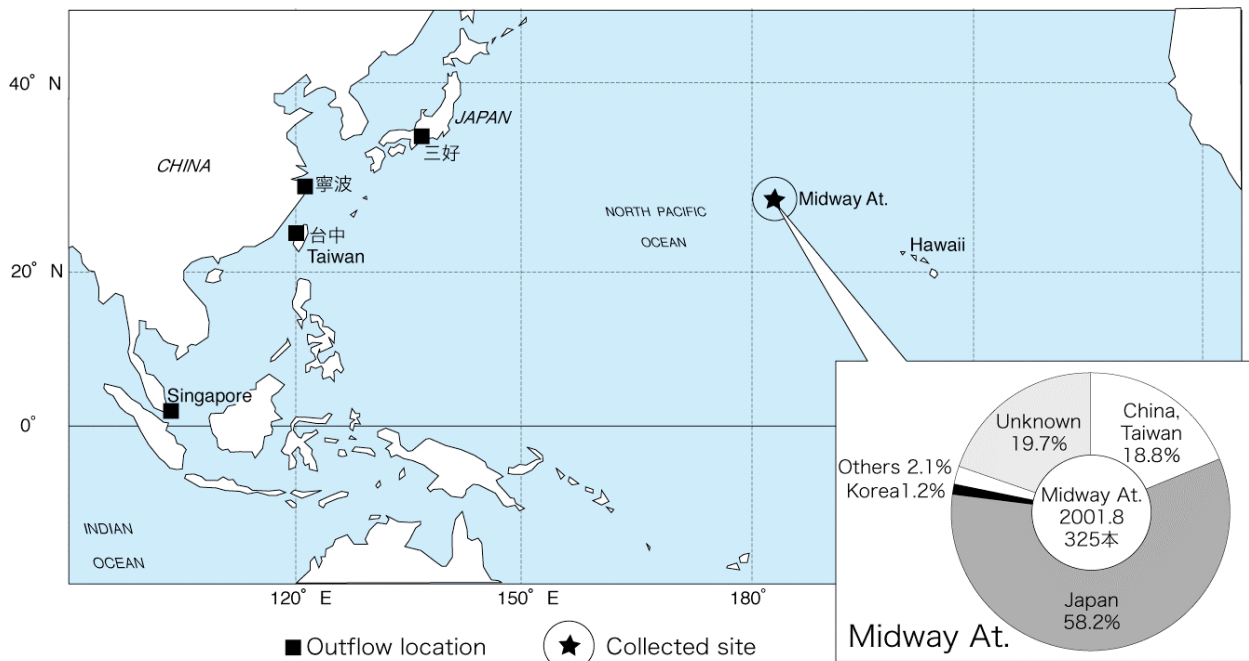 40° N
20° N
0°
120° E
150° E
180°
CHINA
JAPAN
三好
寧波
台中
Taiwan
Singapore
INDIAN
OCEAN
NORTH PACIFIC
OCEAN
Midway At.
Hawaii
Unknown
19.7%
China,
Taiwan
18.8%
Others 2.1%
Korea1.2%
Midway At.
2001.8
325本
Japan
58.2%
Midway At.
Outflow location
Collected site